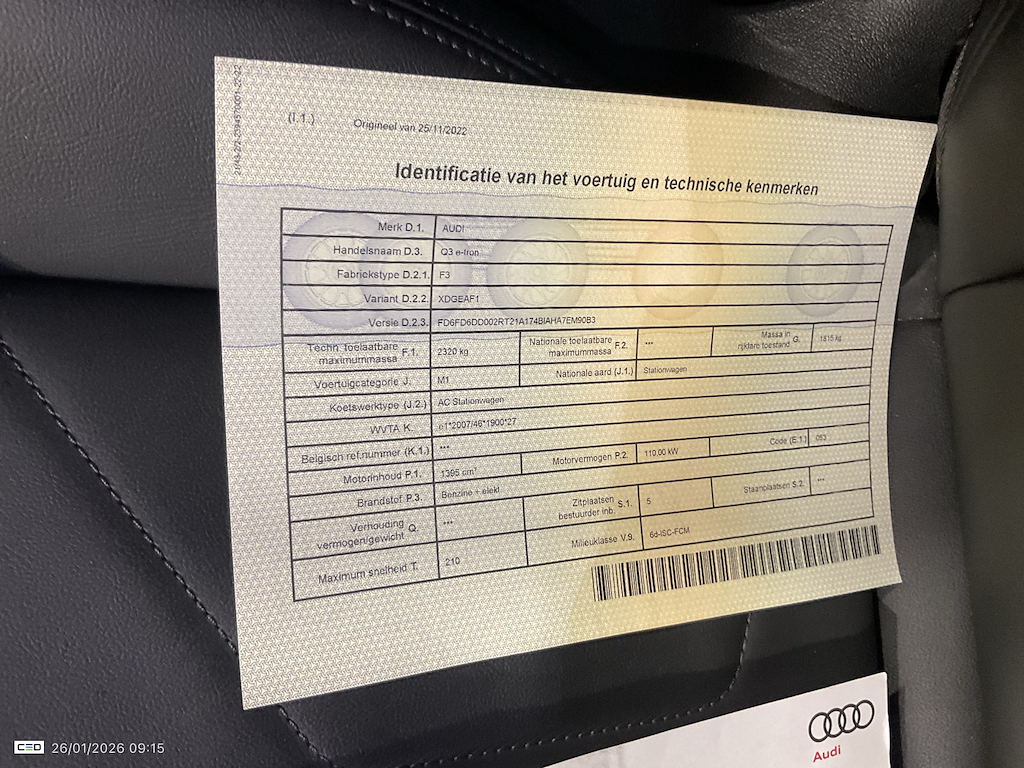 (I.1.) Origineel van 25/11/2022
Identificatie van het voertuig en technische kenmerken
Merk D.1. AUDI
Handelsnaam D.3. Q3 e-tron
Fabriekstype D.2.1. F3
Variant D.2.2. XDGEAF1
Versie D.2.3. FD6FD6DD002RT21A174BIAHA7EM90B3
Techn. toelaatbare maximummassa F.1. 2320 kg Nationale toelaatbare maximummassa F.2. *** Massa in rijklare toestand G. 1815 kg
Voertuigcategorie J. M1 Nationale aard (J.1.) Stationwagen
Koetswerktype (J.2.) AC Stationwagen
WVTA K. e1*2007/46*1900*27
Belgisch ref.nummer (K.1.) ***
Motorinhoud P.1. 1395 cm³ Motorvermogen P.2. 110,00 kW Code (E.1.) 053
Brandstof P.3. Benzine + elekt
Verhouding vermogen/gewicht Q. *** Zitplaatsen bestuurder inb. S.1. 5 Staanplaatsen S.2. ***
Maximum snelheid T. 210 Milieuklasse V.9. 6d-ISC-FCM
Audi
CED 26/01/2026 09:15